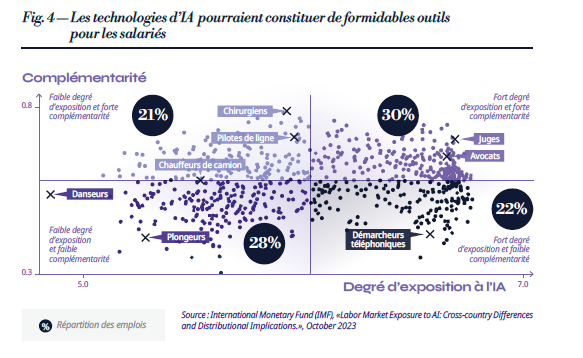 Fig. 4 — Les technologies d'IA pourraient constituer de formidables outils
pour les salariés
Complémentarité
0.8
Faible degré
d'exposition et forte
complémentarité
21%
Chirurgiens
Pilotes de ligne
Chauffeurs de camion
30%
Fort degré
d'exposition et forte
complémentarité
Juges
Avocats
Danseurs
Faible degré
d'exposition
et faible
complémentarité
Plongeurs
28%
Démarcheurs
téléphoniques
22%
Fort degré
d'exposition et faible
complémentarité
0.3
5.0
Degré d'exposition à l'IA
7.0
% Répartition des emplois
Source : International Monetary Fund (IMF), «Labor Market Exposure to AI: Cross-country Differences
and Distributional Implications.», October 2023